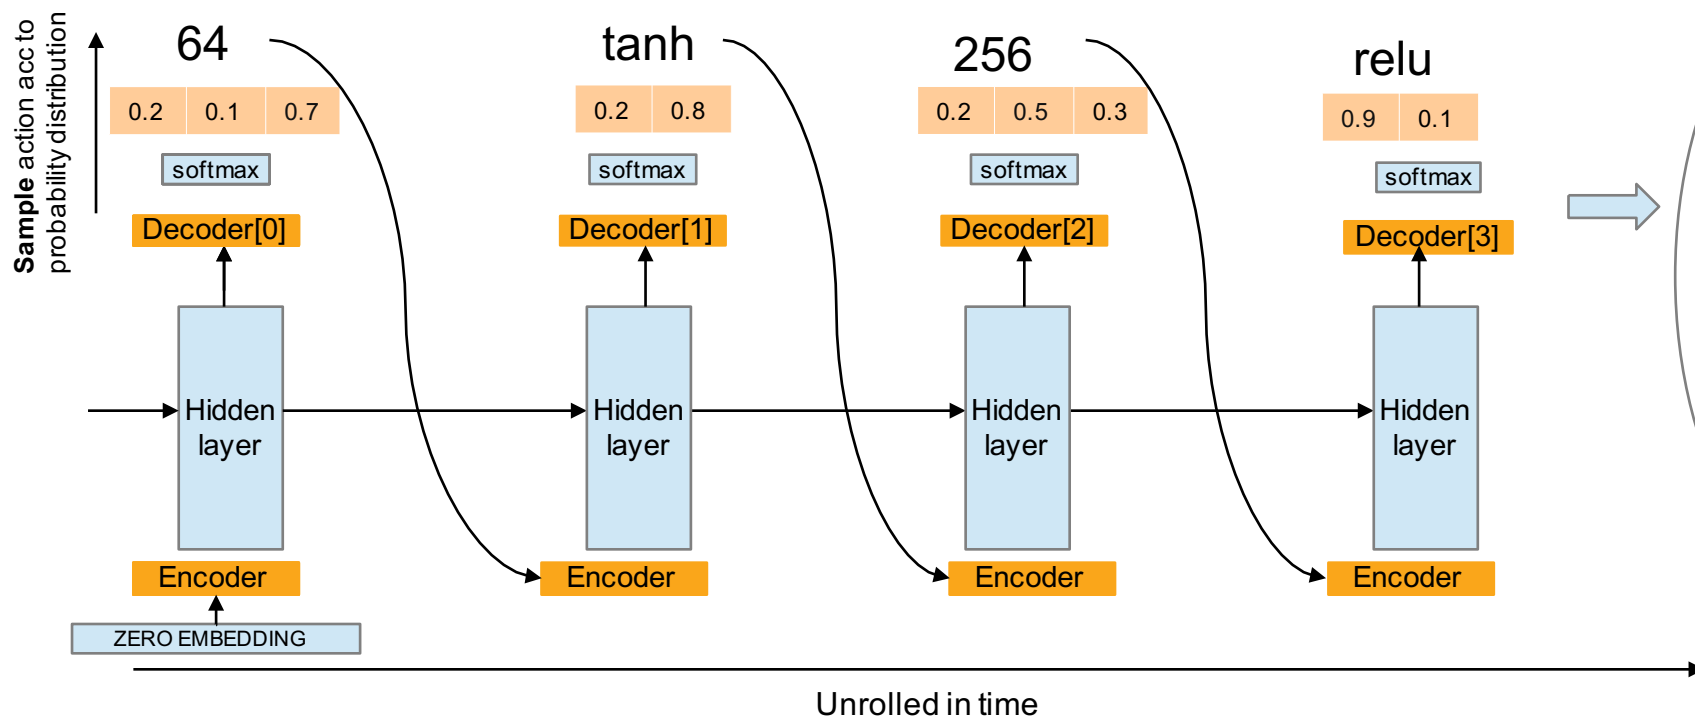 Sample action acc to
probability distribution
64
tanh
256
relu
0.2 0.1 0.7
0.2 0.8
0.2 0.5 0.3
0.9 0.1
softmax
softmax
softmax
softmax
Decoder[0]
Decoder[1]
Decoder[2]
Decoder[3]
Hidden
layer
Hidden
layer
Hidden
layer
Hidden
layer
Encoder
Encoder
Encoder
Encoder
ZERO EMBEDDING
Unrolled in time